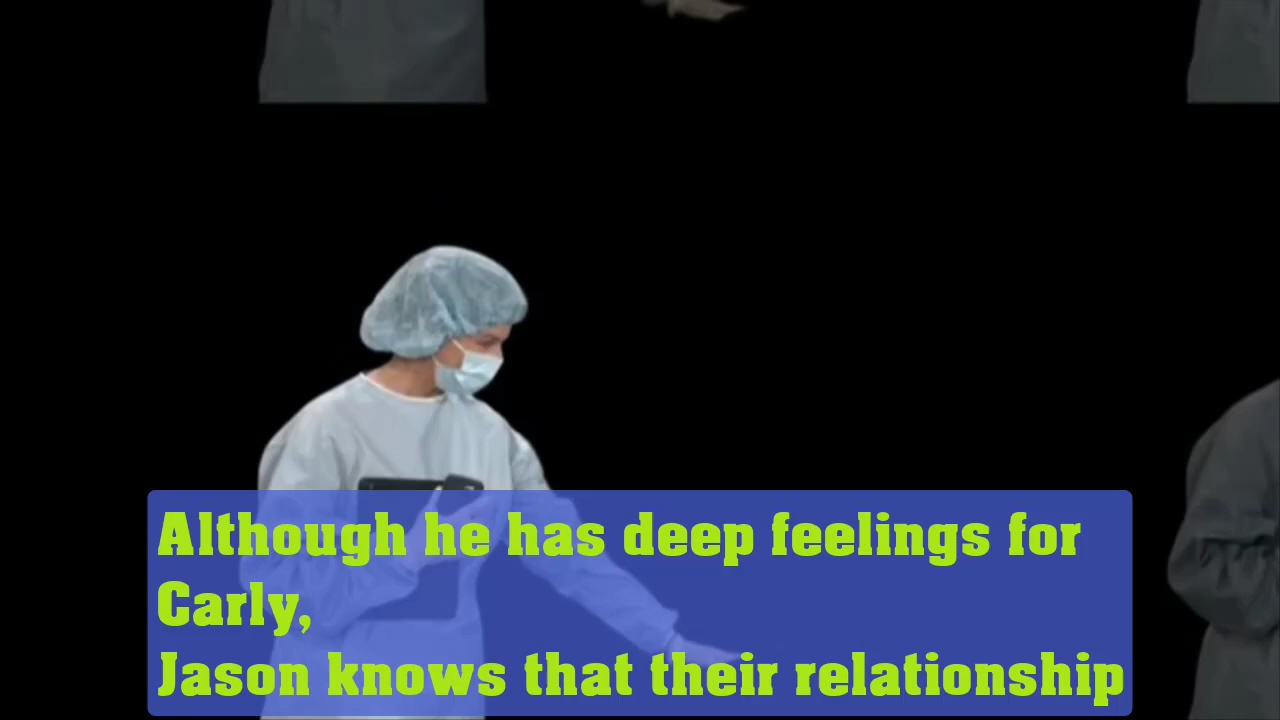 Although he has deep feelings for
Carly,
Jason knows that their relationship